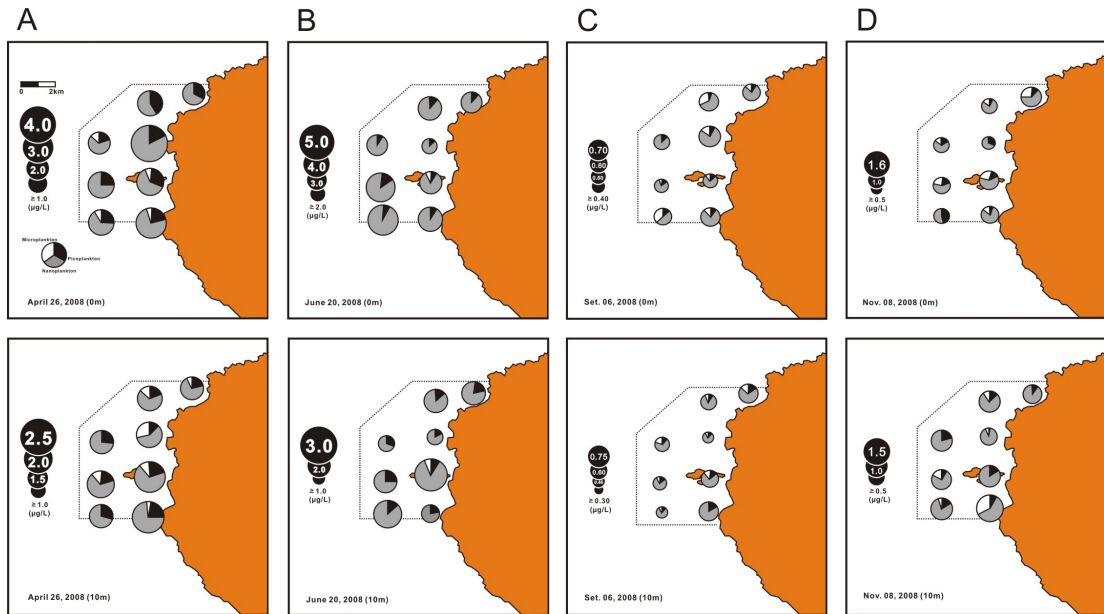 A
B
C
D
0 2km
4.0
3.0
2.0
≥1.0
(µg/L)
Microplankton
Picoplankton
Nanoplankton
April 26, 2008 (0m)
5.0
4.0
3.0
≥2.0
(µg/L)
June 20, 2008 (0m)
0.70
0.60
≥0.40
(µg/L)
Set. 06, 2008 (0m)
1.6
1.0
≥0.5
(µg/L)
Nov. 08, 2008 (0m)
2.5
2.0
1.5
≥1.0
(µg/L)
April 26, 2008 (10m)
3.0
2.0
≥1.0
(µg/L)
June 20, 2008 (10m)
0.75
0.60
≥0.30
(µg/L)
Set. 06, 2008 (10m)
1.5
1.0
≥0.5
(µg/L)
Nov. 08, 2008 (10m)